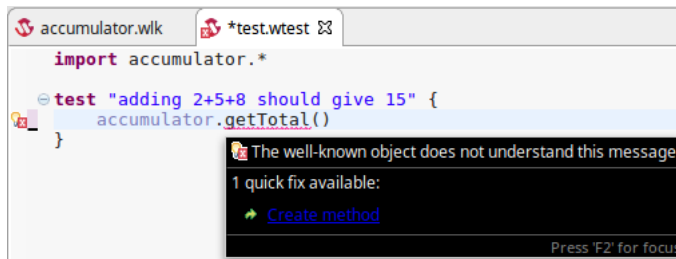 accumulator.wlk *test.wtest
import accumulator.*
test "adding 2+5+8 should give 15" {
accumulator.getTotal()
}
The well-known object does not understand this message
1 quick fix available:
Create method
Press 'F2' for focus